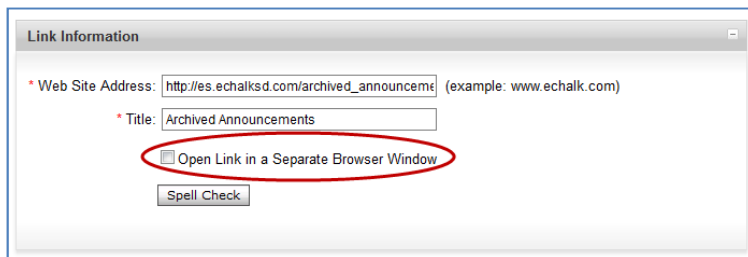 Link Information
* Web Site Address: http://es.echalksd.com/archived_announceme (example: www.echalk.com)
* Title: Archived Announcements
Open Link in a Separate Browser Window
Spell Check